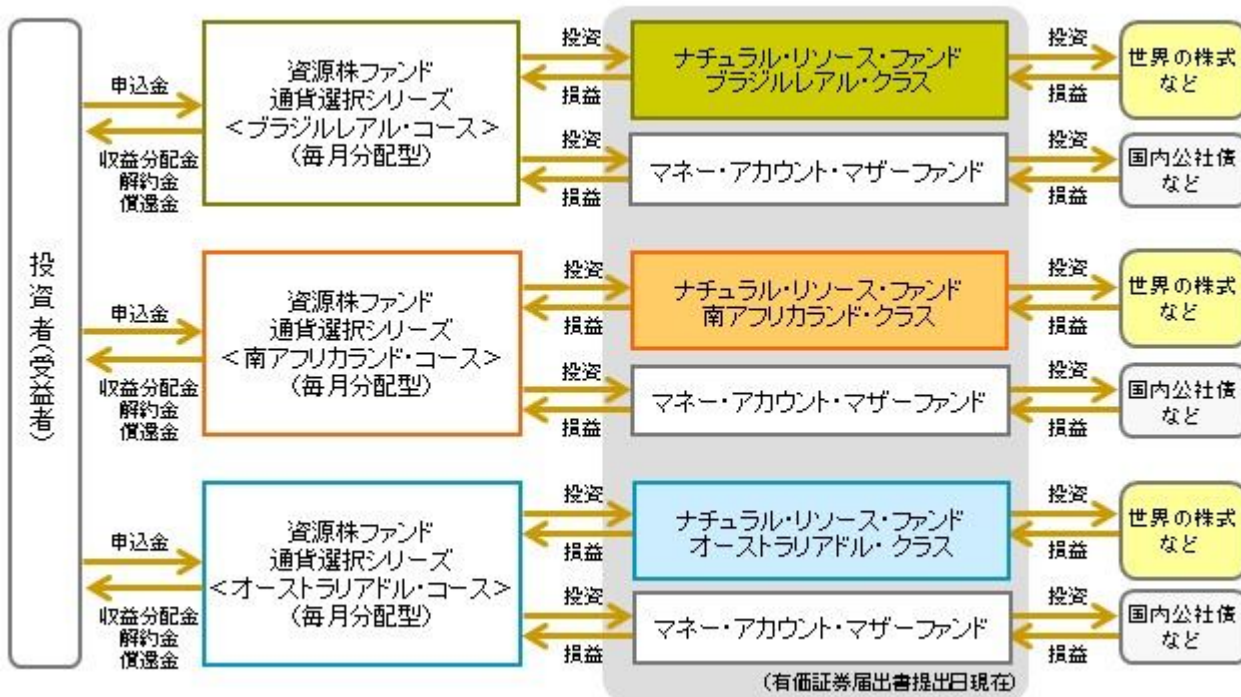 投資者(受益者)
申込金
収益分配金
解約金
償還金
資源株ファンド
通貨選択シリーズ
<ブラジルレアル・コース>
(毎月分配型)
投資
損益
投資
損益
ナチュラル・リソース・ファンド
ブラジルレアル・クラス
マネー・アカウント・マザーファンド
投資
損益
投資
損益
世界の株式
など
国内公社債
など
申込金
収益分配金
解約金
償還金
資源株ファンド
通貨選択シリーズ
<南アフリカランド・コース>
(毎月分配型)
投資
損益
投資
損益
ナチュラル・リソース・ファンド
南アフリカランド・クラス
マネー・アカウント・マザーファンド
投資
損益
投資
損益
世界の株式
など
国内公社債
など
申込金
収益分配金
解約金
償還金
資源株ファンド
通貨選択シリーズ
<オーストラリアドル・コース>
(毎月分配型)
投資
損益
投資
損益
ナチュラル・リソース・ファンド
オーストラリアドル・ クラス
マネー・アカウント・マザーファンド
投資
損益
投資
損益
世界の株式
など
国内公社債
など
(有価証券届出書提出日現在)